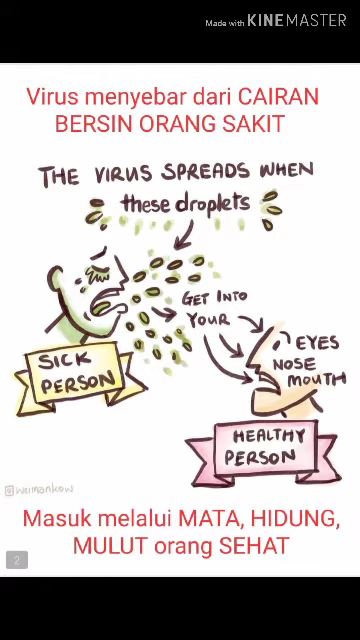 Made with KINEMASTER
Virus menyebar dari CAIRAN
BERSIN ORANG SAKIT
THE VIRUS SPREADS WHEN
these droplets
GET INTO
YOUR
EYES
NOSE
MOUTH
SICK
PERSON
HEALTHY
PERSON
@weimankow
Masuk melalui MATA, HIDUNG,
MULUT orang SEHAT
2